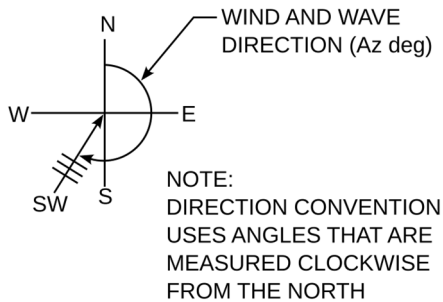 N
WIND AND WAVE
DIRECTION (Az deg)
W
E
SW
S
NOTE:
DIRECTION CONVENTION
USES ANGLES THAT ARE
MEASURED CLOCKWISE
FROM THE NORTH